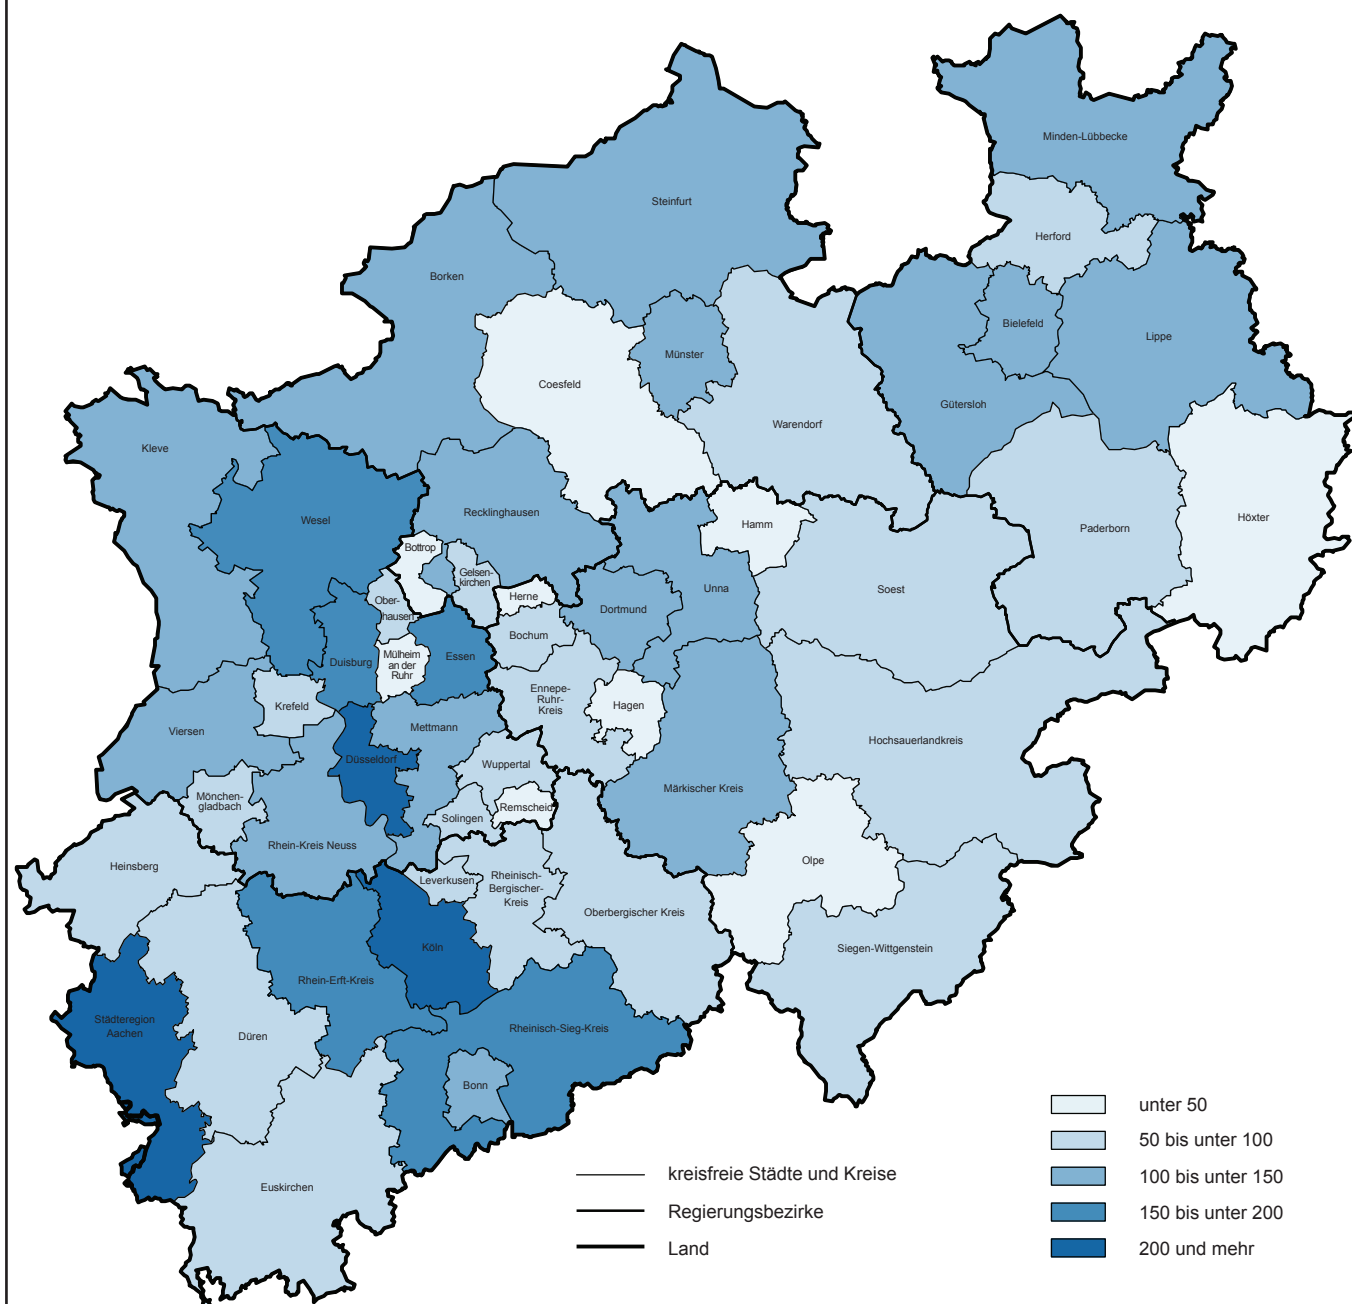 Minden-Lübbecke
Steinfurt
Herford
Borken
Bielefeld
Lippe
Münster
Coesfeld
Gütersloh
Warendorf
Kleve
Recklinghausen
Wesel
Hamm
Höxter
Paderborn
Bottrop
Gelsen-
kirchen
Unna
Soest
Herne
Ober-
hausen
Dortmund
Bochum
Mülheim
an der
Ruhr
Essen
Duisburg
Ennepe-
Ruhr-
Kreis
Hagen
Krefeld
Viersen
Mettmann
Hochsauerlandkreis
Düsseldorf
Wuppertal
Märkischer Kreis
Mönchen-
gladbach
Remscheid
Solingen
Rhein-Kreis Neuss
Olpe
Heinsberg
Leverkusen
Rheinisch-
Bergischer-
Kreis
Oberbergischer Kreis
Köln
Siegen-Wittgenstein
Rhein-Erft-Kreis
Städteregion
Aachen
Düren
Rheinisch-Sieg-Kreis
Bonn
Euskirchen
kreisfreie Städte und Kreise
Regierungsbezirke
Land
unter 50
50 bis unter 100
100 bis unter 150
150 bis unter 200
200 und mehr